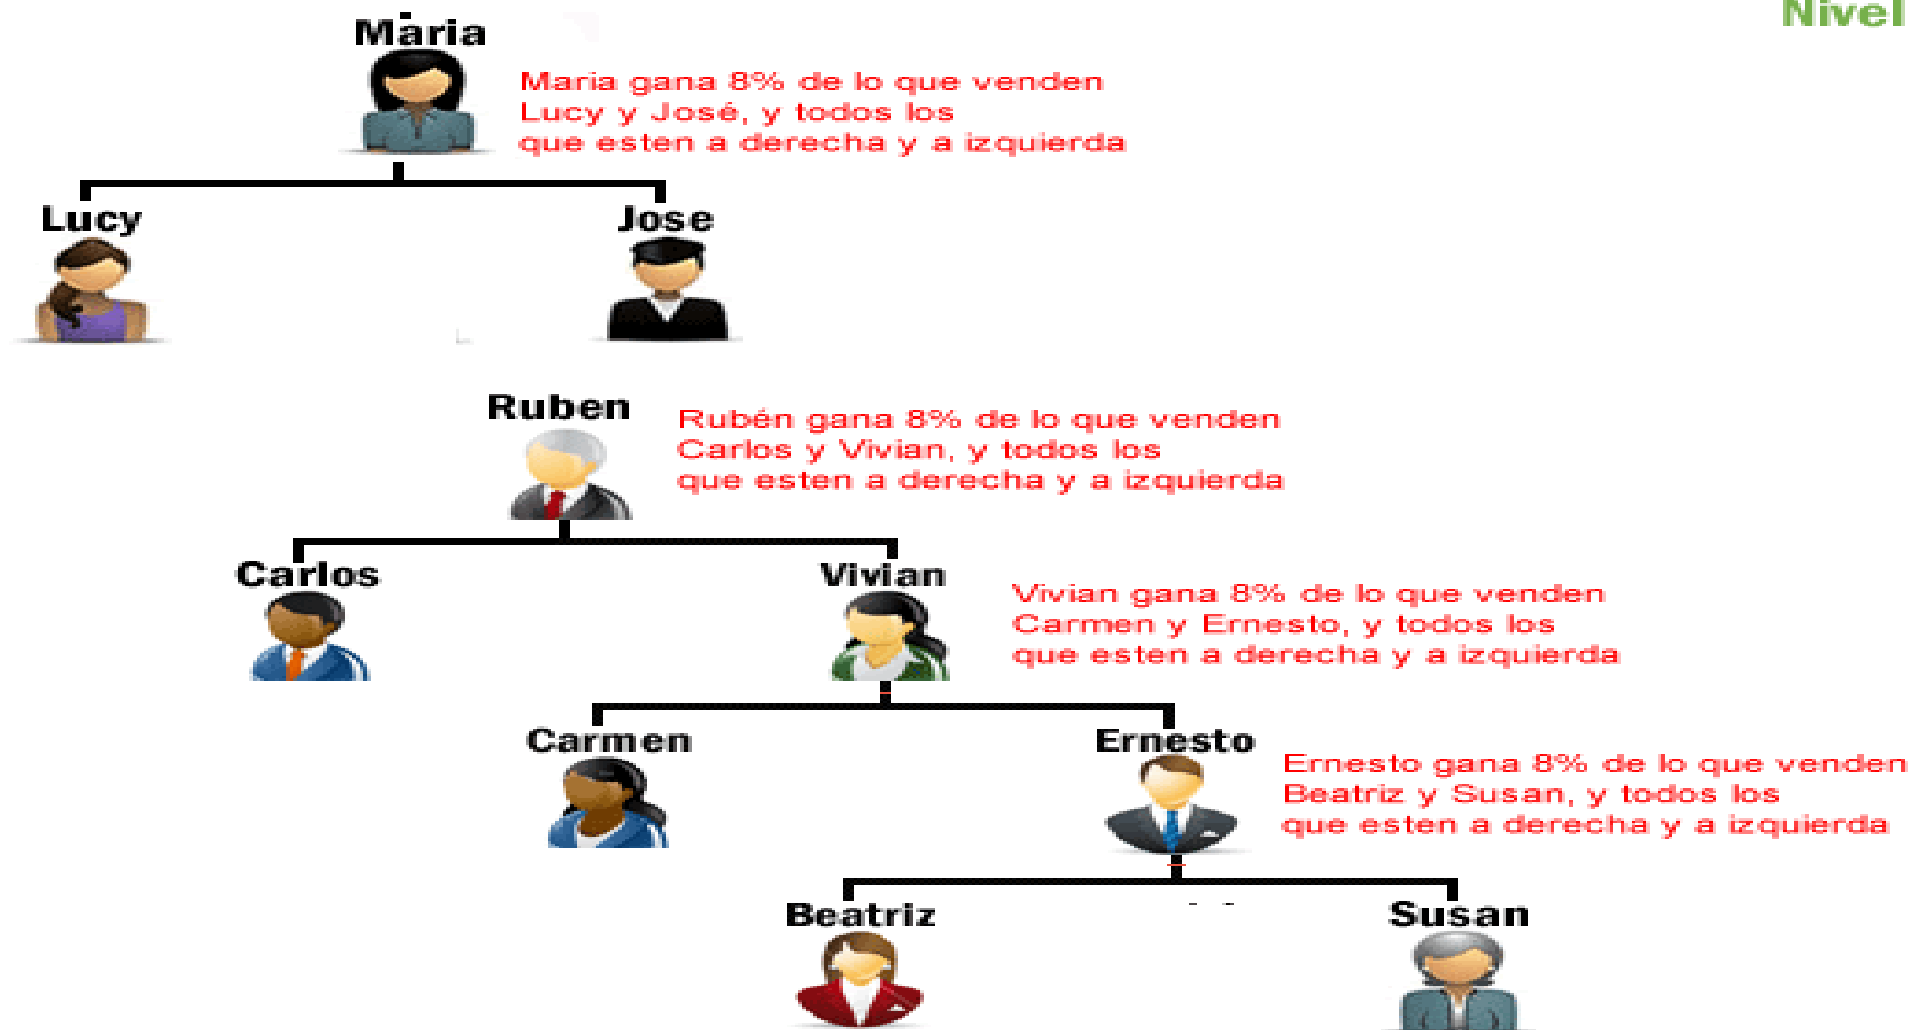 Nivel
Maria
Maria gana 8% de lo que venden
Lucy y José, y todos los
que esten a derecha y a izquierda
Lucy
Jose
Ruben
Rubén gana 8% de lo que venden
Carlos y Vivian, y todos los
que esten a derecha y a izquierda
Carlos
Vivian
Vivian gana 8% de lo que venden
Carmen y Ernesto, y todos los
que esten a derecha y a izquierda
Carmen
Ernesto
Ernesto gana 8% de lo que venden
Beatriz y Susan, y todos los
que esten a derecha y a izquierda
Beatriz
Susan